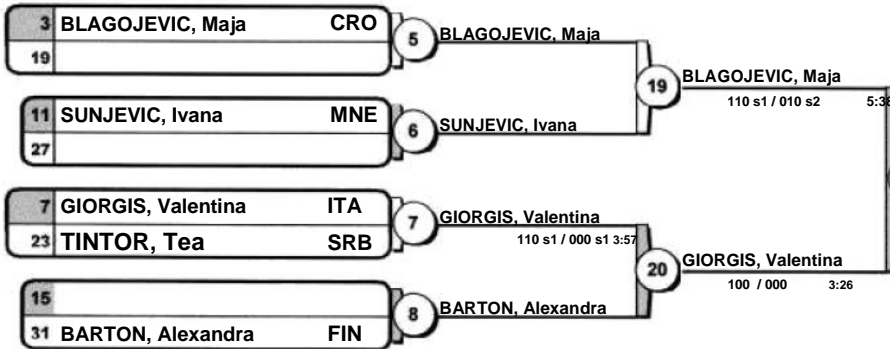 3 BLAGOJEVIC, Maja CRO
19
5 BLAGOJEVIC, Maja
11 SUNJEVIC, Ivana MNE
27
6 SUNJEVIC, Ivana
19 BLAGOJEVIC, Maja
110 s1 / 010 s2
7 GIORGIS, Valentina ITA
23 TINTOR, Tea SRB
7 GIORGIS, Valentina
110 s1 / 000 s1 3:57
15
31 BARTON, Alexandra FIN
8 BARTON, Alexandra
20 GIORGIS, Valentina
100 / 000 3:26